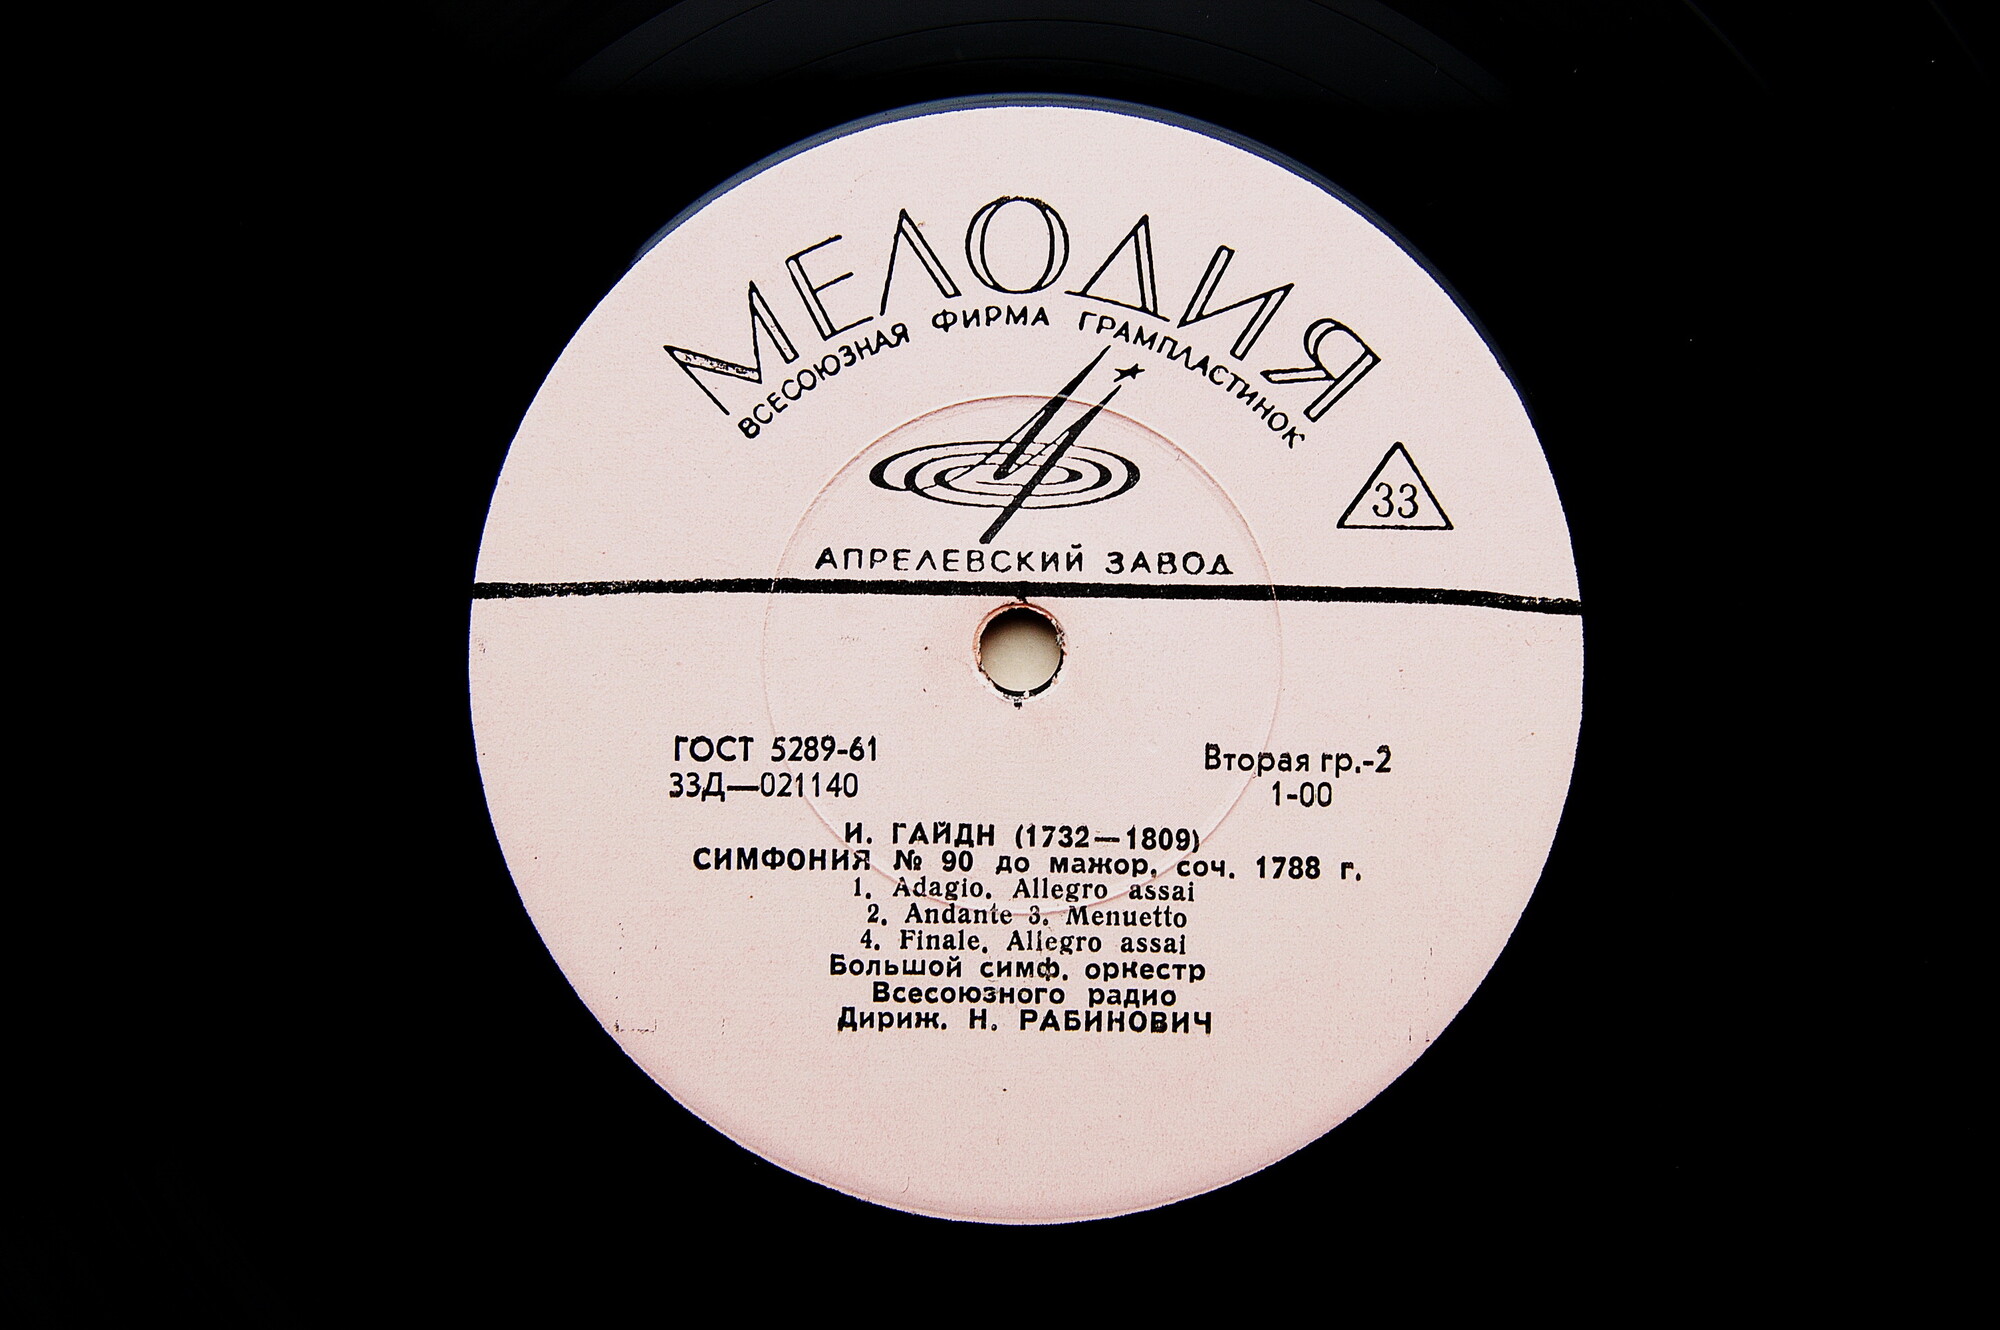 МЕЛОДИЯ
ВСЕСОЮЗНАЯ ФИРМА ГРАМПЛАСТИНОК
33
АПРЕЛЕВСКИЙ ЗАВОД
ГОСТ 5289-61
33Д—021140
Вторая гр.-2
1-00
И. ГАЙДН (1732—1809)
СИМФОНИЯ № 90 до мажор, соч. 1788 г.
1. Adagio. Allegro assai
2. Andante 3. Menuetto
4. Finale. Allegro assai
Большой симф. оркестр
Всесоюзного радио
Дириж. Н. РАБИНОВИЧ